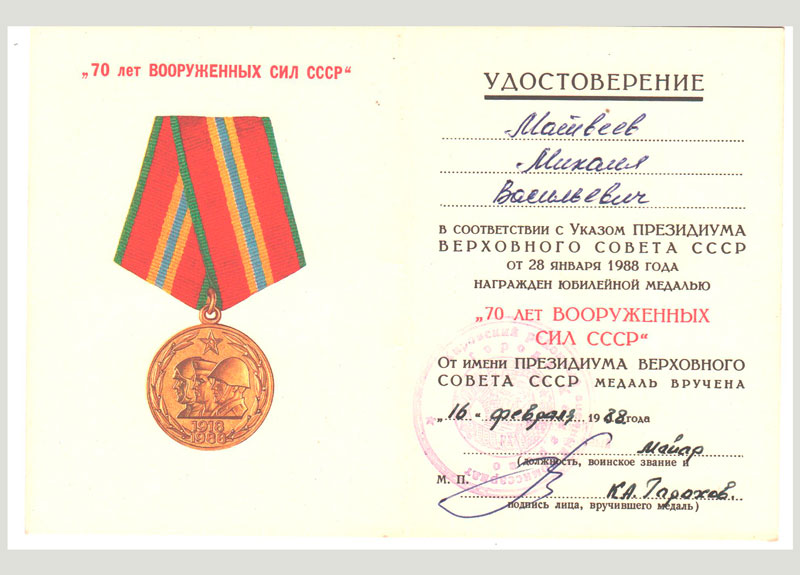 „70 лет ВООРУЖЕННЫХ СИЛ СССР“
1918
1988
УДОСТОВЕРЕНИЕ
Матвеев
Михаил
Васильевич
В СООТВЕТСТВИИ С УКАЗОМ ПРЕЗИДИУМА
ВЕРХОВНОГО СОВЕТА СССР
ОТ 28 ЯНВАРЯ 1988 ГОДА
НАГРАЖДЕН ЮБИЛЕЙНОЙ МЕДАЛЬЮ
„70 ЛЕТ ВООРУЖЕННЫХ
СИЛ СССР“
ОТ ИМЕНИ ПРЕЗИДИУМА ВЕРХОВНОГО
СОВЕТА СССР МЕДАЛЬ ВРУЧЕНА
„16“ февраля 1988 года
майор
(должность, воинское звание и
М. П.
К.А.
подпись лица, вручившего медаль)